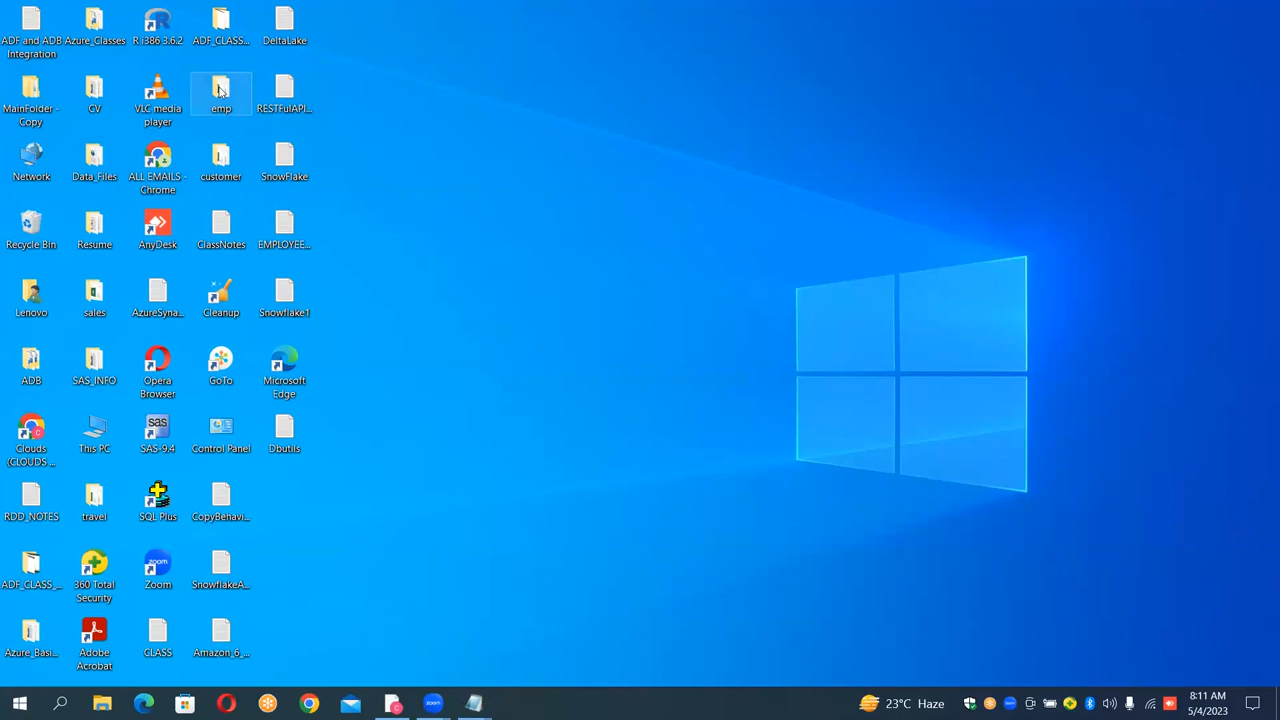 ADF and ADB
Integration
Azure_Classes
R i386 3.6.2
ADF_CLASS...
DeltaLake
MainFolder -
Copy
CV
VLC media
player
emp
RESTFulAPI...
Network
Data_Files
ALL EMAILS -
Chrome
customer
SnowFlake
Recycle Bin
Resume
AnyDesk
ClassNotes
EMPLOYEE...
Lenovo
sales
AzureSyna...
Cleanup
Snowflake1
ADB
SAS_INFO
Opera
Browser
GoTo
Microsoft
Edge
Clouds
(CLOUDS ...
This PC
sas
SAS-9.4
Control Panel
Dbutils
RDD_NOTES
travel
SQL Plus
CopyBehavi...
ADF_CLASS_...
360 Total
Security
zoom
Zoom
SnowflakeA...
Azure_Basi...
Adobe
Acrobat
CLASS
Amazon_6_...
23°C Haze
8:11 AM
5/4/2023